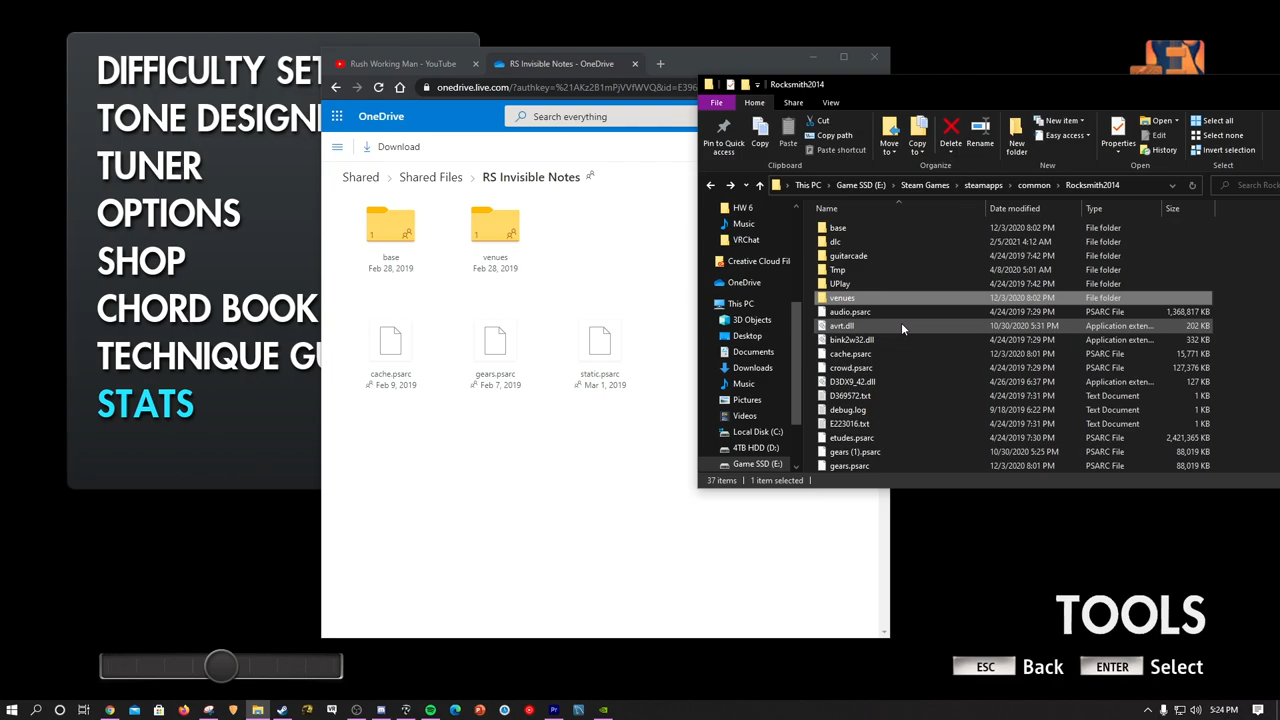 DIFFICULTY SET
TONE DESIGN
TUNER
OPTIONS
SHOP
CHORD BOOK
TECHNIQUE GU
STATS
Rush Working Man - YouTube
RS Invisible Notes - OneDrive
onedrive.live.com/?authkey=%21AKz2B1mPjVVfWVQ&id=E396
OneDrive
Search everything
Download
Shared > Shared Files > RS Invisible Notes
1
base
Feb 28, 2019
1
venues
Feb 28, 2019
cache.psarc
Feb 9, 2019
gears.psarc
Feb 7, 2019
static.psarc
Mar 1, 2019
Rocksmith2014
File Home Share View
Pin to Quick access
Copy
Paste
Cut
Copy path
Paste shortcut
Clipboard
Move to
Copy to
Delete
Rename
Organize
New folder
New item
Easy access
New
Properties
Open
Edit
History
Open
Select all
Select none
Invert selection
Select
This PC > Game SSD (E:) > Steam Games > steamapps > common > Rocksmith2014
Search Rock
HW 6
Music
VRChat
Creative Cloud Fil
OneDrive
This PC
3D Objects
Desktop
Documents
Downloads
Music
Pictures
Videos
Local Disk (C:)
4TB HDD (D:)
Game SSD (E:)
Name Date modified Type Size
base 12/3/2020 8:02 PM File folder
dlc 2/5/2021 4:12 AM File folder
guitarcade 4/24/2019 7:42 PM File folder
Tmp 4/8/2020 5:01 AM File folder
UPlay 4/24/2019 7:42 PM File folder
venues 12/3/2020 8:02 PM File folder
audio.psarc 4/24/2019 7:29 PM PSARC File 1,368,817 KB
avrt.dll 10/30/2020 5:31 PM Application exten... 202 KB
bink2w32.dll 4/24/2019 7:29 PM Application exten... 332 KB
cache.psarc 12/3/2020 8:01 PM PSARC File 15,771 KB
crowd.psarc 4/24/2019 7:29 PM PSARC File 127,376 KB
D3DX9_42.dll 4/26/2019 6:37 PM Application exten... 127 KB
D369572.txt 4/24/2019 7:31 PM Text Document 1 KB
debug.log 9/18/2019 6:22 PM Text Document 1 KB
E223016.txt 4/24/2019 7:29 PM Text Document 1 KB
etudes.psarc 4/24/2019 7:30 PM PSARC File 2,421,365 KB
gears (1).psarc 10/30/2020 5:25 PM PSARC File 88,019 KB
gears.psarc 12/3/2020 8:01 PM PSARC File 88,019 KB
37 items 1 item selected
TOOLS
ESC Back ENTER Select
5:24 PM